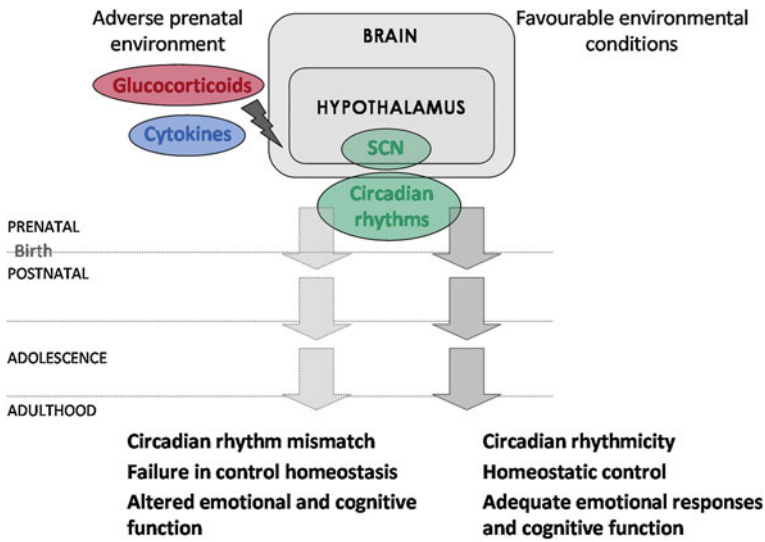 Adverse prenatal
environment
BRAIN
Favourable environmental
conditions
Glucocorticoids
HYPOTHALAMUS
Cytokines
SCN
Circadian
rhythms
PRENATAL
Birth
POSTNATAL
ADOLESCENCE
ADULTHOOD
Circadian rhythm mismatch
Failure in control homeostasis
Altered emotional and cognitive
function
Circadian rhythmicity
Homeostatic control
Adequate emotional responses
and cognitive function